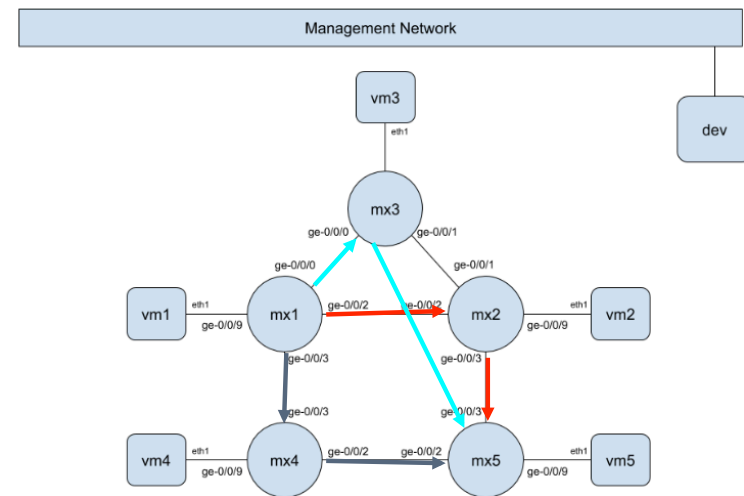 Management Network
vm3
dev
eth1
mx3
ge-0/0/0
ge-0/0/1
ge-0/0/0
ge-0/0/1
vm1
eth1
ge-0/0/9
mx1
ge-0/0/2
ge-0/0/2
mx2
eth1
ge-0/0/9
vm2
ge-0/0/3
ge-0/0/3
ge-0/0/3
ge-0/0/3
vm4
eth1
ge-0/0/9
mx4
ge-0/0/2
ge-0/0/2
mx5
eth1
ge-0/0/9
vm5